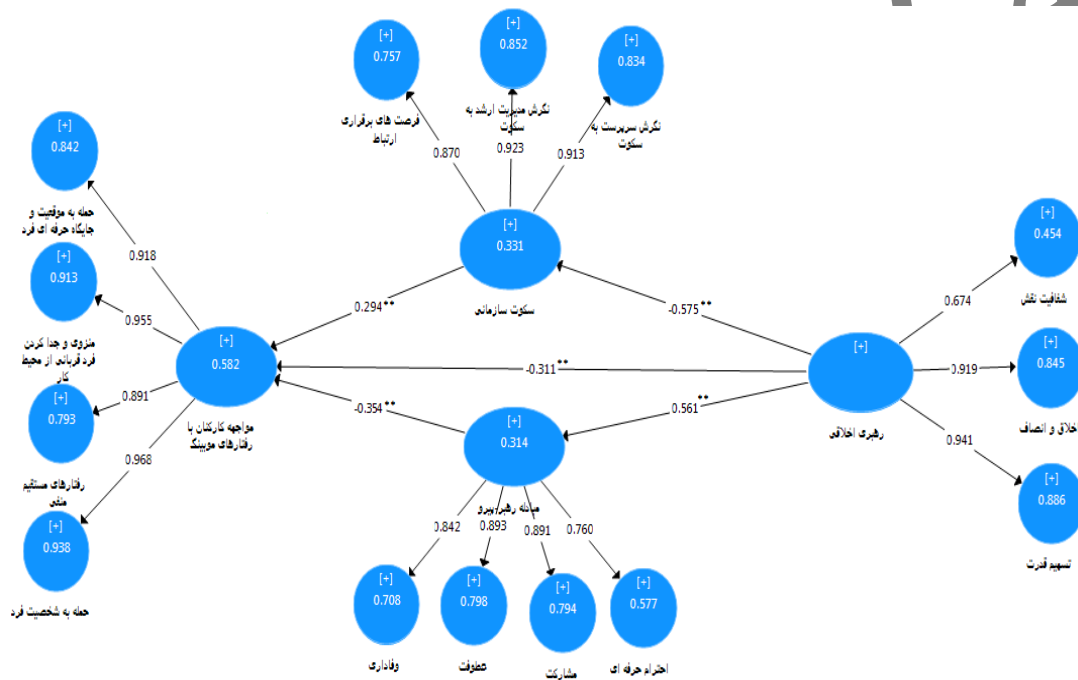 [+]
0.757
فرصت های برقراری
ارتباط
[+]
0.852
نگرش مدیریت ارشد به
سکوت
[+]
0.834
نگرش سرپرست به
سکوت
0.870
0.923
0.913
[+]
0.842
حمله به موقعیت و
جایگاه حرفه ای فرد
0.918
[+]
0.913
منزوی و جدا کردن
فرد قربانی از محیط
کار
0.955
[+]
0.793
رفتارهای مستقیم
منفی
0.891
[+]
0.938
حمله به شخصیت فرد
0.968
[+]
0.331
سکوت سازمانی
0.294**
-0.575**
[+]
0.582
مواجهه کارکنان با
رفتارهای موبینگ
-0.311**
[+]
رهبری اخلاقی
-0.354**
0.561**
[+]
0.314
مبادله رهبر-پیرو
[+]
0.454
شفافیت نقش
0.674
[+]
0.845
اخلاق و انصاف
0.919
[+]
0.886
تسهیم قدرت
0.941
0.842
0.893
0.891
0.760
[+]
0.708
وفاداری
[+]
0.798
عطوفت
[+]
0.794
مشارکت
[+]
0.577
احترام حرفه ای